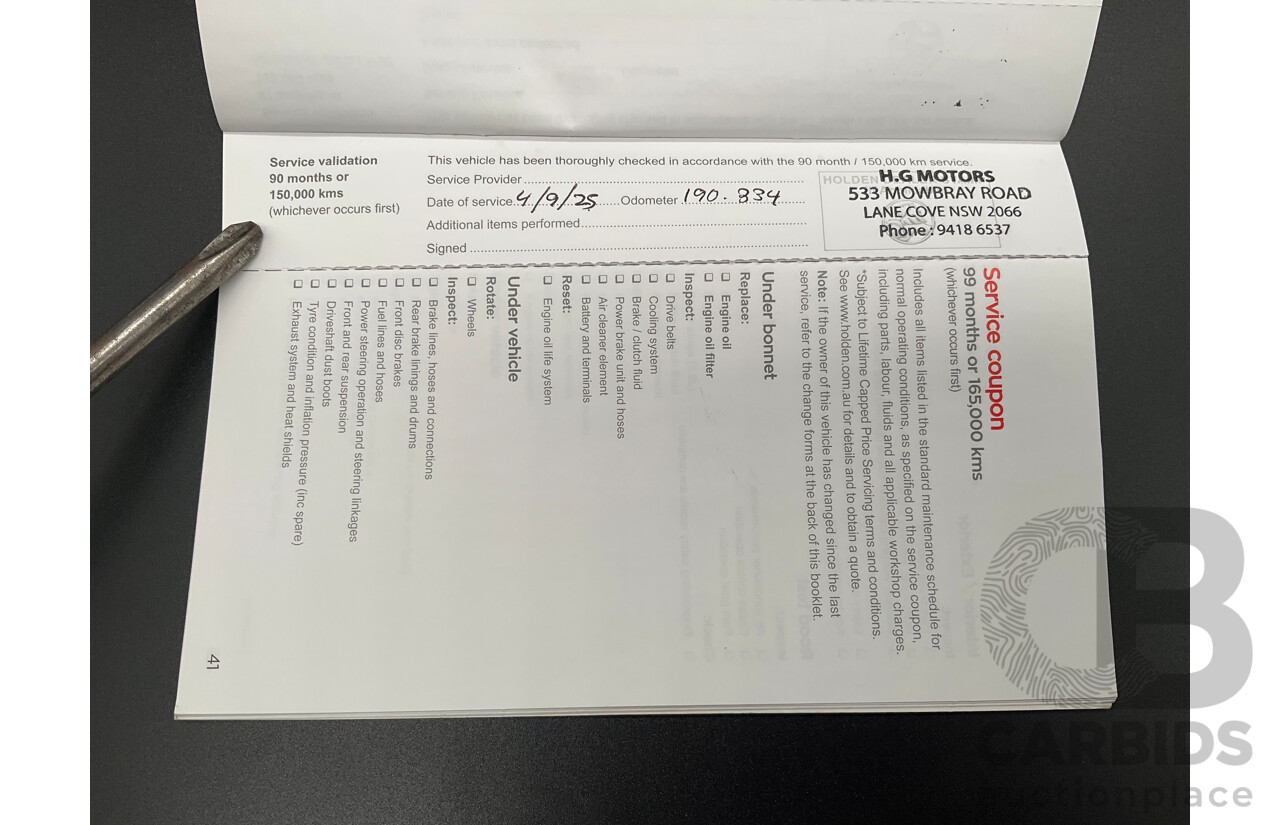 Service validation
90 months or
150,000 kms
(whichever occurs first)
This vehicle has been thoroughly checked in accordance with the 90 month / 150,000 km service.
Service Provider
Date of service 4/9/25 Odometer 190.834
Additional items performed
Signed
HOLDEN
H.G MOTORS
533 MOWBRAY ROAD
LANE COVE NSW 2066
Phone: 9418 6537
Service coupon
99 months or 165,000 kms
(whichever occurs first)
Includes all items listed in the standard maintenance schedule for
normal operating conditions, as specified on the service coupon,
including parts, labour, fluids and all applicable workshop charges.
*Subject to Lifetime Capped Price Servicing terms and conditions.
See www.holden.com.au for details and to obtain a quote.
Note: If the owner of this vehicle has changed since the last
service, refer to the change forms at the back of this booklet.
Under bonnet
Replace:
Engine oil
Engine oil filter
Inspect:
Drive belts
Cooling system
Brake / clutch fluid
Power brake unit and hoses
Air cleaner element
Battery and terminals
Reset:
Engine oil life system
Under vehicle
Rotate:
Wheels
Inspect:
Brake lines, hoses and connections
Rear brake linings and drums
Front disc brakes
Fuel lines and hoses
Power steering operation and steering linkages
Front and rear suspension
Driveshaft dust boots
Tyre condition and inflation pressure (inc spare)
Exhaust system and heat shields
41
CB
CARBIDS
auctionplace